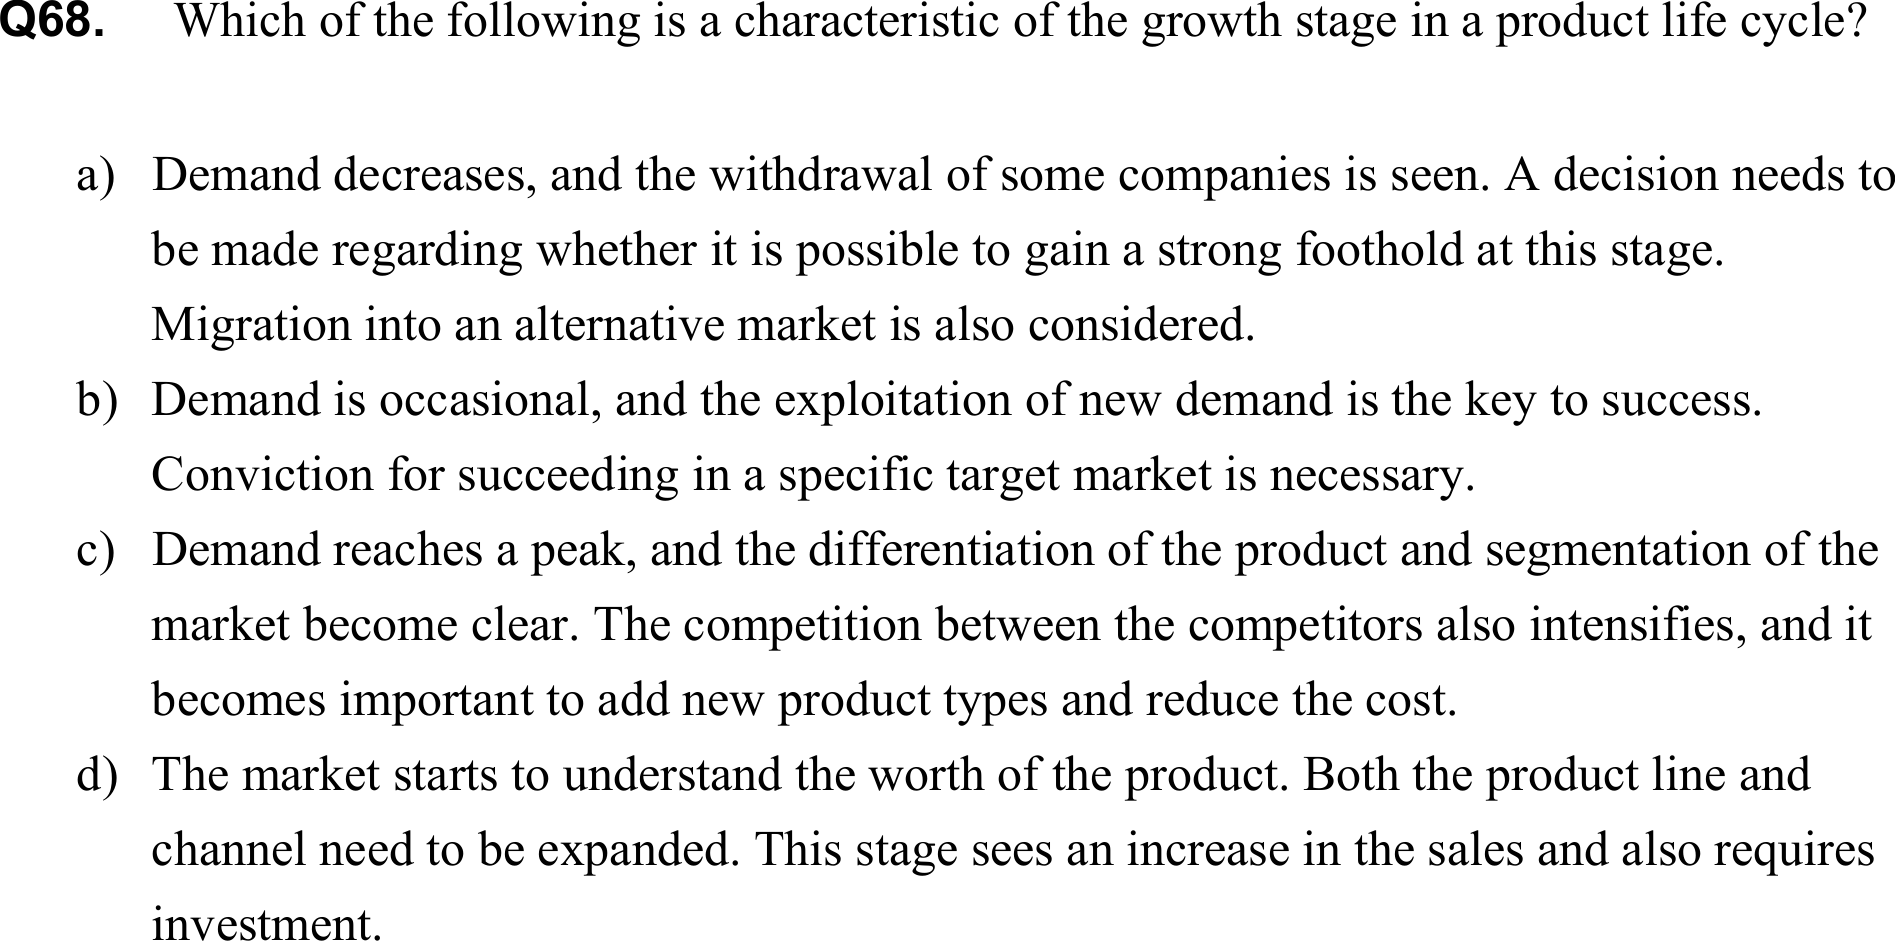 Q68. Which of the following is a characteristic of the growth stage in a product life cycle?
a) Demand decreases, and the withdrawal of some companies is seen. A decision needs to
be made regarding whether it is possible to gain a strong foothold at this stage.
Migration into an alternative market is also considered.
b) Demand is occasional, and the exploitation of new demand is the key to success.
Conviction for succeeding in a specific target market is necessary.
c) Demand reaches a peak, and the differentiation of the product and segmentation of the
market become clear. The competition between the competitors also intensifies, and it
becomes important to add new product types and reduce the cost.
d) The market starts to understand the worth of the product. Both the product line and
channel need to be expanded. This stage sees an increase in the sales and also requires
investment.